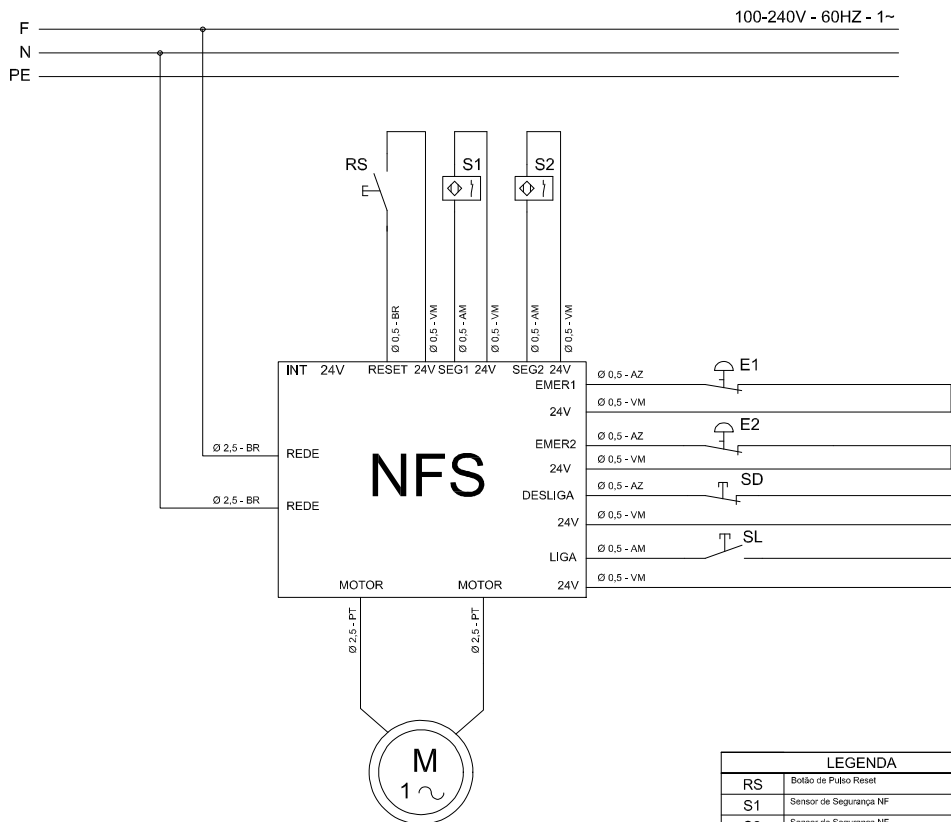 100-240V - 60HZ - 1~
F
N
PE
RS
S1
S2
Ø 0,5 - BR
Ø 0,5 - VM
Ø 0,5 - AM
Ø 0,5 - VM
Ø 0,5 - AM
Ø 0,5 - VM
INT 24V RESET 24V SEG1 24V SEG2 24V
EMER1
Ø 0,5 - AZ
E1
24V
Ø 0,5 - VM
EMER2
Ø 0,5 - AZ
E2
24V
Ø 0,5 - VM
DESLIGA
Ø 0,5 - AZ
SD
24V
Ø 0,5 - VM
LIGA
Ø 0,5 - AM
SL
24V
Ø 0,5 - VM
Ø 2,5 - BR
REDE
Ø 2,5 - BR
REDE
NFS
MOTOR
MOTOR
Ø 2,5 - PT
Ø 2,5 - PT
M
1
LEGENDA
RS Botão de Pulso Reset
S1 Sensor de Segurança NF